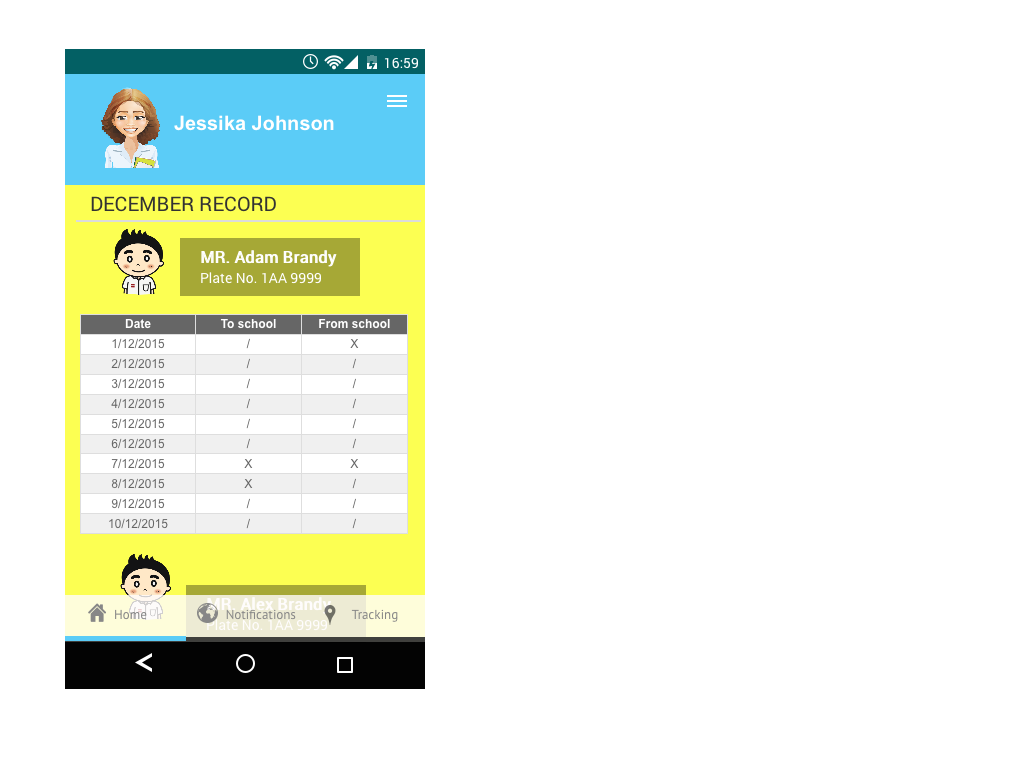 16:59
Jessika Johnson
DECEMBER RECORD
MR. Adam Brandy
Plate No. 1AA 9999
Date To school From school
1/12/2015 / X
2/12/2015 / /
3/12/2015 / /
4/12/2015 / /
5/12/2015 / /
6/12/2015 / /
7/12/2015 X X
8/12/2015 X /
9/12/2015 / /
10/12/2015 / /
MR. Alex Brandy
Home Notifications Tracking
Plate No. 1AA 9999